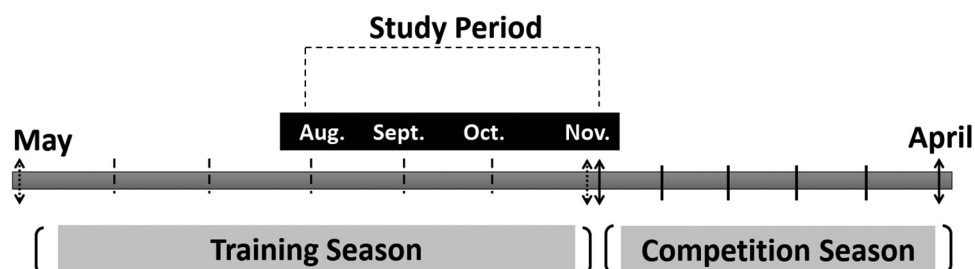 Study Period
Aug. Sept. Oct. Nov.
May
April
Training Season
Competition Season